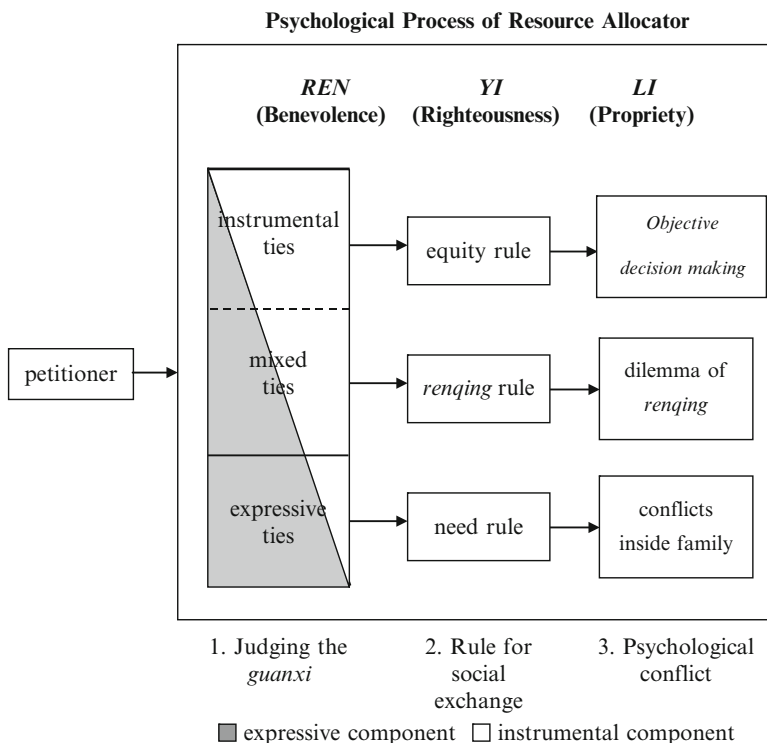 Psychological Process of Resource Allocator
REN
(Benevolence)
YI
(Righteousness)
LI
(Propriety)
petitioner
instrumental
ties
equity rule
Objective
decision making
mixed
ties
renqing rule
dilemma of
renqing
expressive
ties
need rule
conflicts
inside family
1. Judging the
guanxi
2. Rule for
social
exchange
3. Psychological
conflict
expressive component
instrumental component